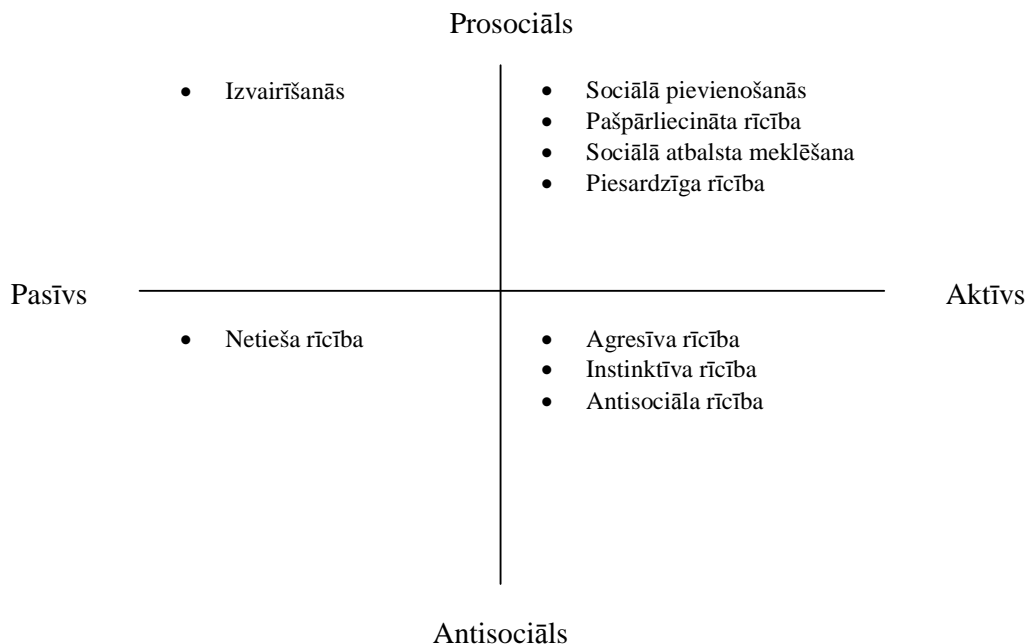 Prosociāls
• Izvairīšanās
• Sociālā pievienošanās
• Pašpārliecināta rīcība
• Sociālā atbalsta meklēšana
• Piesardzīga rīcība
Pasīvs
Aktīvs
• Netieša rīcība
• Agresīva rīcība
• Instinktīva rīcība
• Antisociāla rīcība
Antisociāls